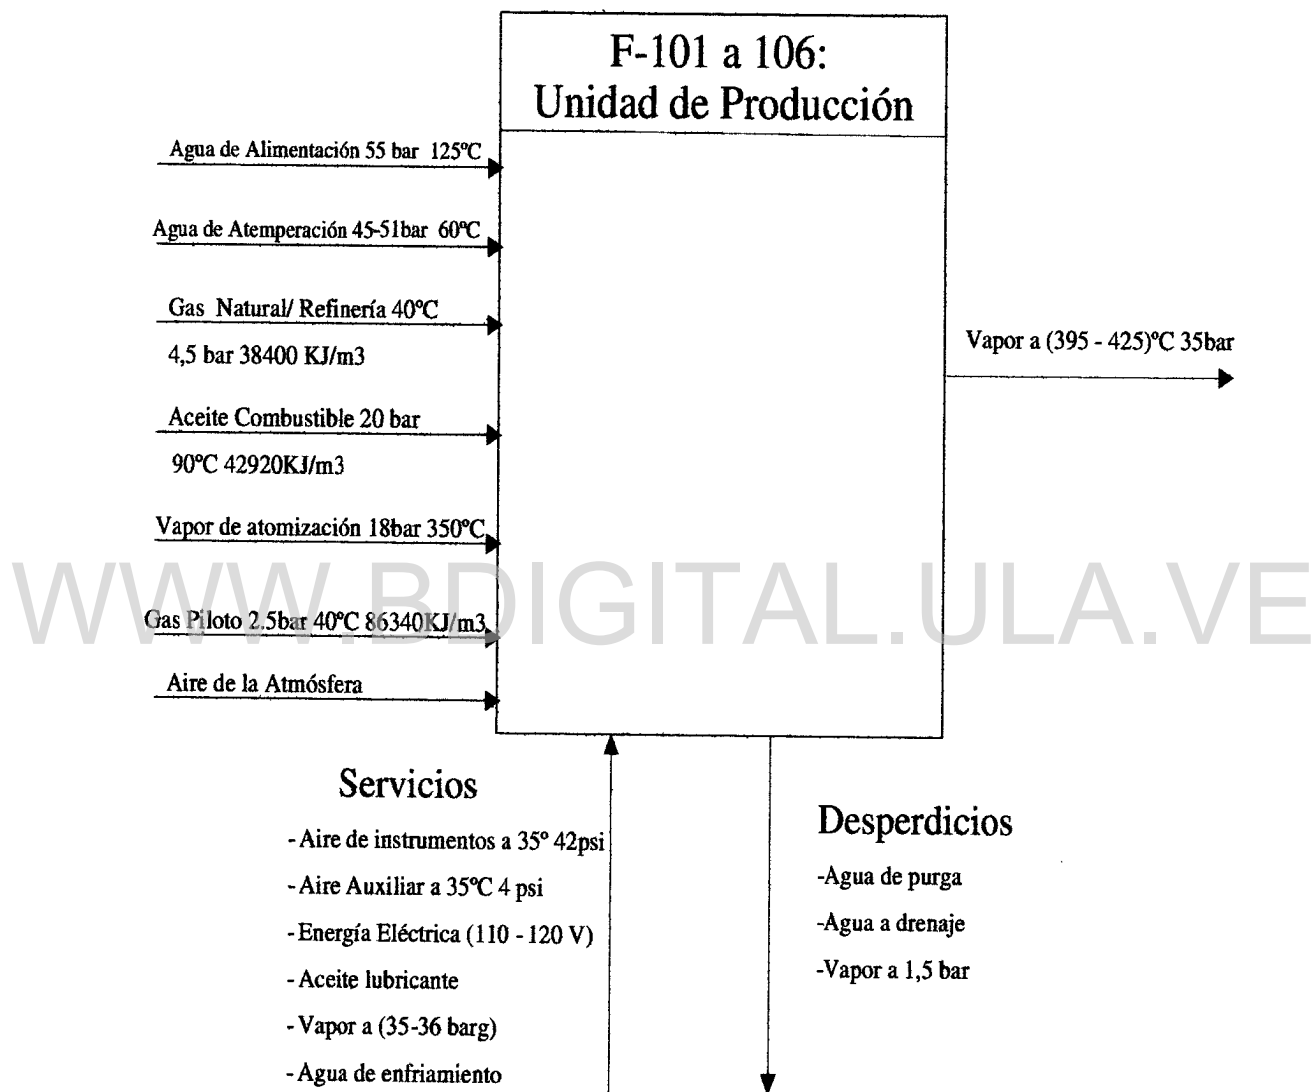 F-101 a 106:
Unidad de Producción
Agua de Alimentación 55 bar 125ºC
Agua de Atemperación 45-51bar 60ºC
Gas Natural/ Refinería 40ºC
4,5 bar 38400 KJ/m3
Aceite Combustible 20 bar
90ºC 42920KJ/m3
Vapor de atomización 18bar 350ºC
Gas Piloto 2.5bar 40ºC 86340KJ/m3
Aire de la Atmósfera
Vapor a (395 - 425)ºC 35bar
WWW.BDIGITAL.ULA.VE
Servicios
-Aire de instrumentos a 35º 42psi
-Aire Auxiliar a 35ºC 4 psi
-Energía Eléctrica (110 - 120 V)
-Aceite lubricante
-Vapor a (35-36 barg)
-Agua de enfriamiento
Desperdicios
-Agua de purga
-Agua a drenaje
-Vapor a 1,5 bar